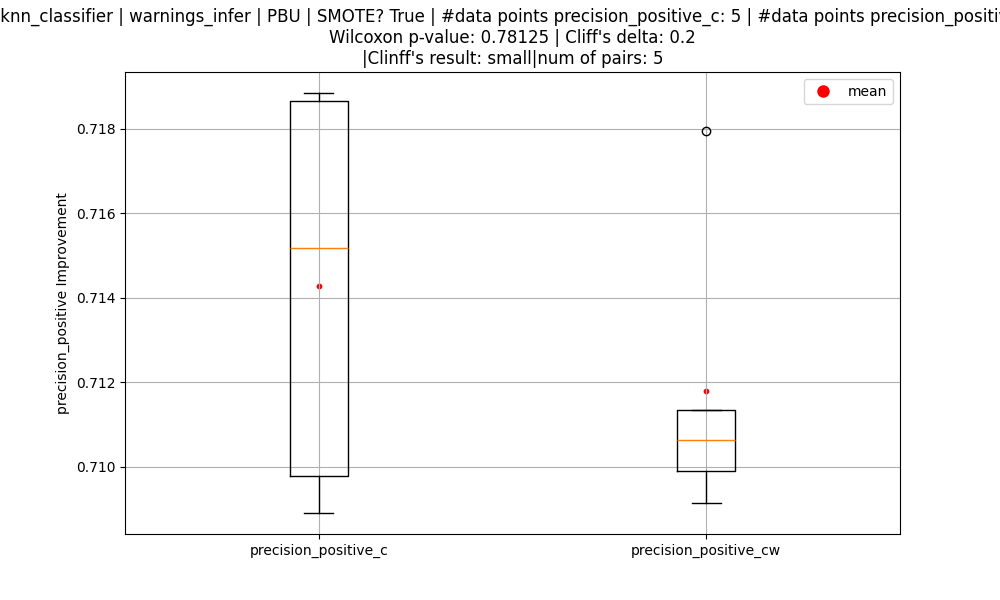 knn_classifier | warnings_infer | PBU | SMOTE? True | #data points precision_positive_c: 5 | #data points
Wilcoxon p-value: 0.78125 | Cliff's delta: 0.2
|Clinff's result: small|num of pairs: 5
mean
0.718
0.716
0.714
0.712
0.710
precision_positive Improvement
precision_positive_c
precision_positive_cw